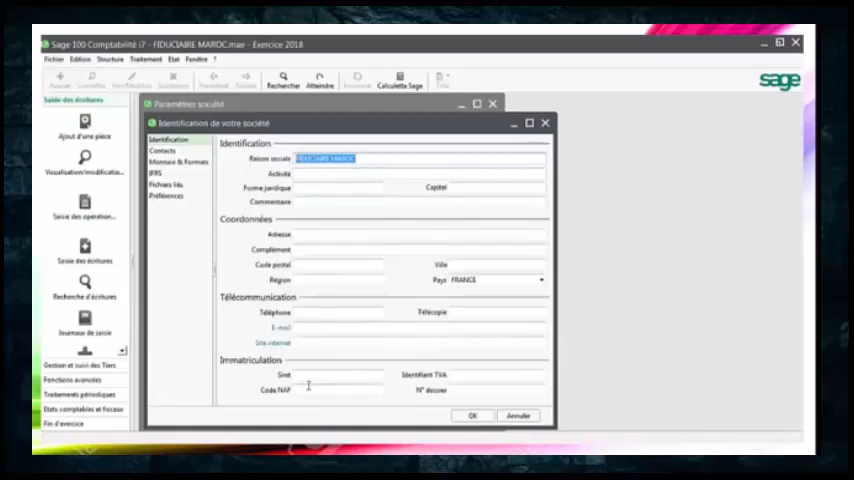 Sage 100 Comptabilité i7 - FIDUCIAIRE MAROC.mae - Exercice 2018
Fichier Edition Structure Traitement Etat Fenêtre ?
Rechercher Atteindre Calculette Sage
sage
Saisie des écritures
Ajout d'une pièce
Visualisation/modificatio...
Saisie des opération...
Saisie des écritures
Recherche d'écritures
Journaux de saisie
Gestion et suivi des Tiers
Fonctions avancées
Traitements périodiques
Etats comptables et fiscaux
Fin d'exercice
Paramètres société
Identification de votre société
Identification
Contacts
Monnaie & Formats
IFRS
Fichiers liés
Préférences
Identification
Raison sociale FIDUCIAIRE MAROC
Activité
Forme juridique Capital
Commentaire
Coordonnées
Adresse
Complément
Code postal Ville
Région Pays FRANCE
Télécommunication
Téléphone Télécopie
E-mail
Site internet
Immatriculation
Siret Identifiant TVA
Code NAF N° dossier
OK Annuler